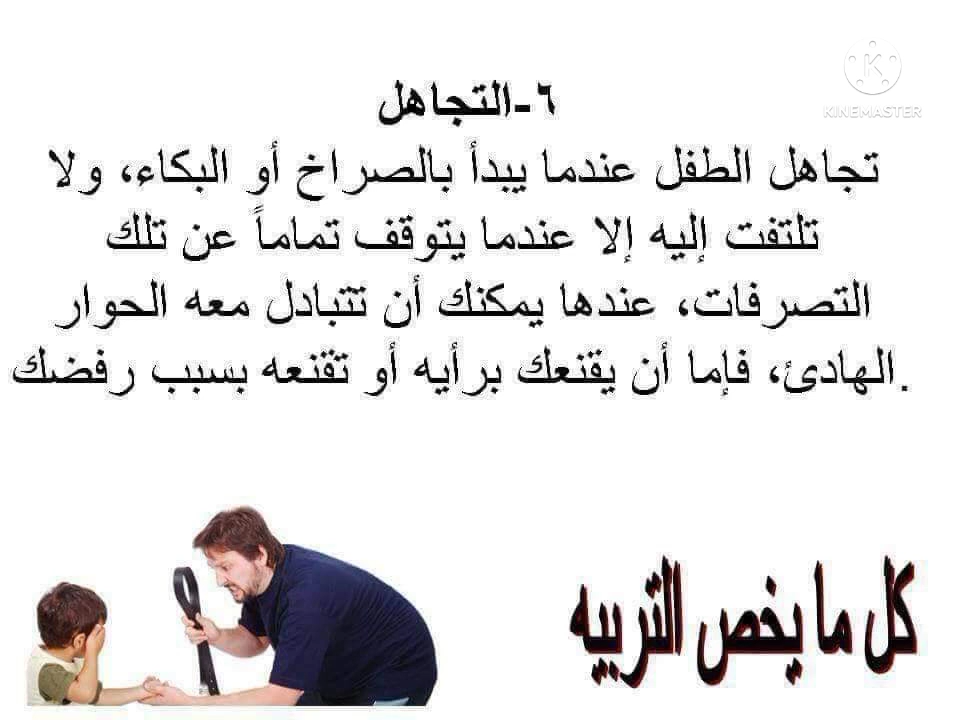 KINEMASTER
٦-التجاهل
تجاهل الطفل عندما يبدأ بالصراخ أو البكاء، ولا
تلتفت إليه إلا عندما يتوقف تماماً عن تلك
التصرفات، عندها يمكنك أن تتبادل معه الحوار
الهادئ، فإما أن يقنعك برأيه أو تقنعه بسبب رفضك.
كل ما يخص التربيه